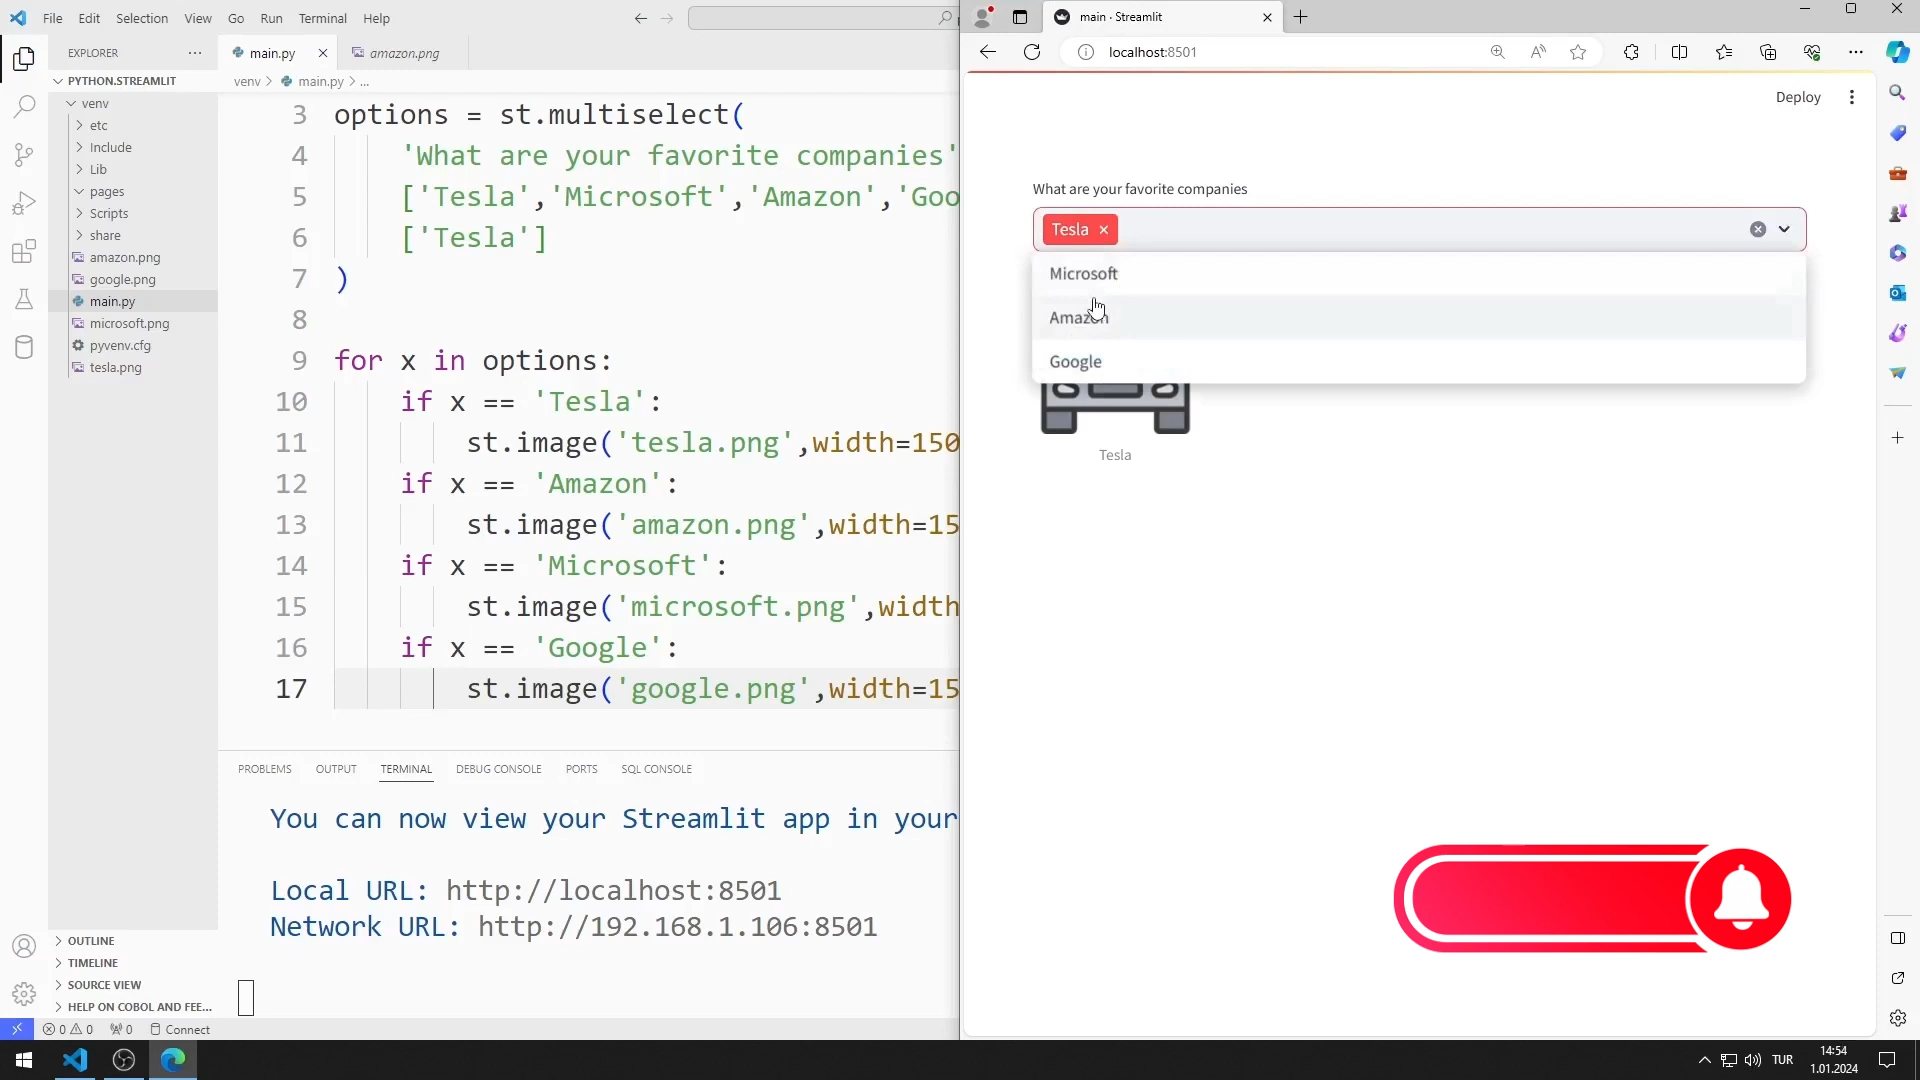 File Edit Selection View Go Run Terminal Help
EXPLORER
PYTHON.STREAMLIT
venv
etc
Include
Lib
pages
Scripts
share
amazon.png
google.png
main.py
microsoft.png
pyvenv.cfg
tesla.png
OUTLINE
TIMELINE
SOURCE VIEW
HELP ON COBOL AND FEE...
main.py
amazon.png
venv > main.py > ...
3 options = st.multiselect(
4 'What are your favorite companies'
5 ['Tesla','Microsoft','Amazon','Goo
6 ['Tesla']
7 )
8
9 for x in options:
10 if x == 'Tesla':
11 st.image('tesla.png',width=150
12 if x == 'Amazon':
13 st.image('amazon.png',width=15
14 if x == 'Microsoft':
15 st.image('microsoft.png',width
16 if x == 'Google':
17 st.image('google.png',width=15
PROBLEMS OUTPUT TERMINAL DEBUG CONSOLE PORTS SQL CONSOLE
You can now view your Streamlit app in your
Local URL: http://localhost:8501
Network URL: http://192.168.1.106:8501
0 0 0 Connect
main · Streamlit
localhost:8501
Deploy
What are your favorite companies
Tesla
Microsoft
Amazon
Google
Tesla
TUR
14:54
1.01.2024